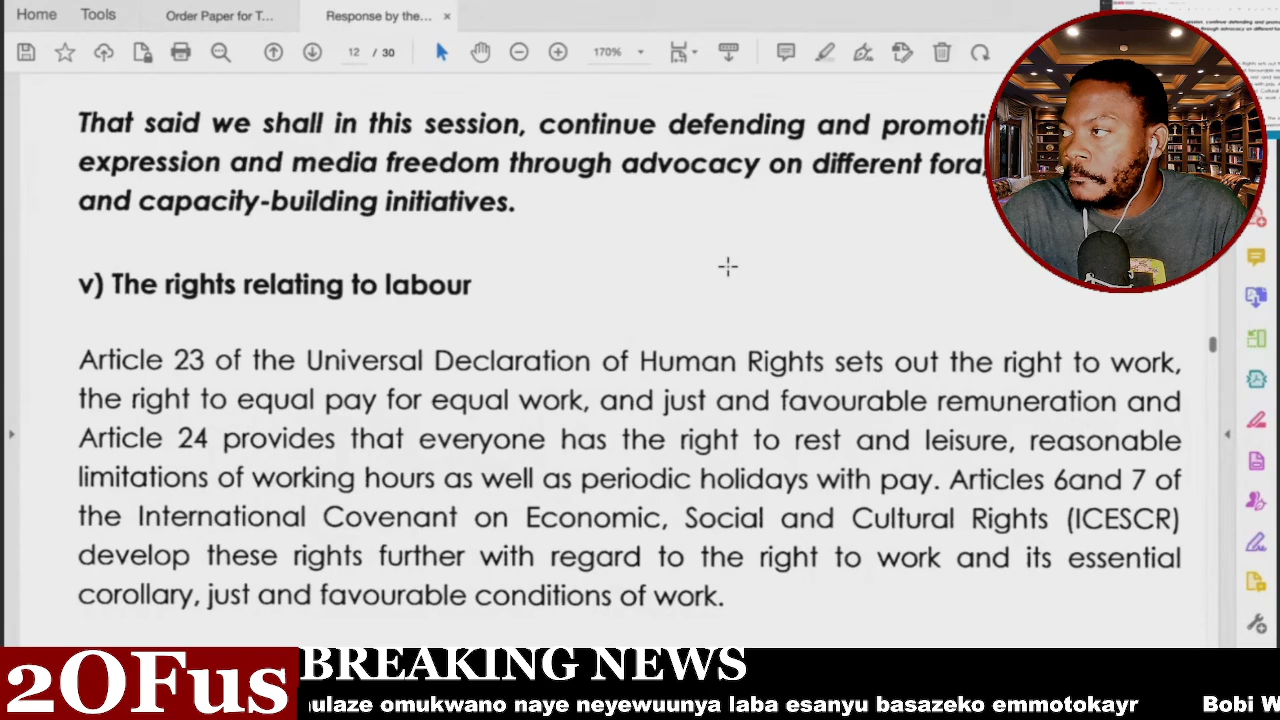 Home Tools Order Paper for T... Response by the... ×
12 / 30 170%
That said we shall in this session, continue defending and promoti
expression and media freedom through advocacy on different fora,
and capacity-building initiatives.
v) The rights relating to labour
Article 23 of the Universal Declaration of Human Rights sets out the right to work,
the right to equal pay for equal work, and just and favourable remuneration and
Article 24 provides that everyone has the right to rest and leisure, reasonable
limitations of working hours as well as periodic holidays with pay. Articles 6and 7 of
the International Covenant on Economic, Social and Cultural Rights (ICESCR)
develop these rights further with regard to the right to work and its essential
corollary, just and favourable conditions of work.
2OFus
BREAKING NEWS
ulaze omukwano naye neyewuunya laba esanyu basazeko emmotokayr Bobi W